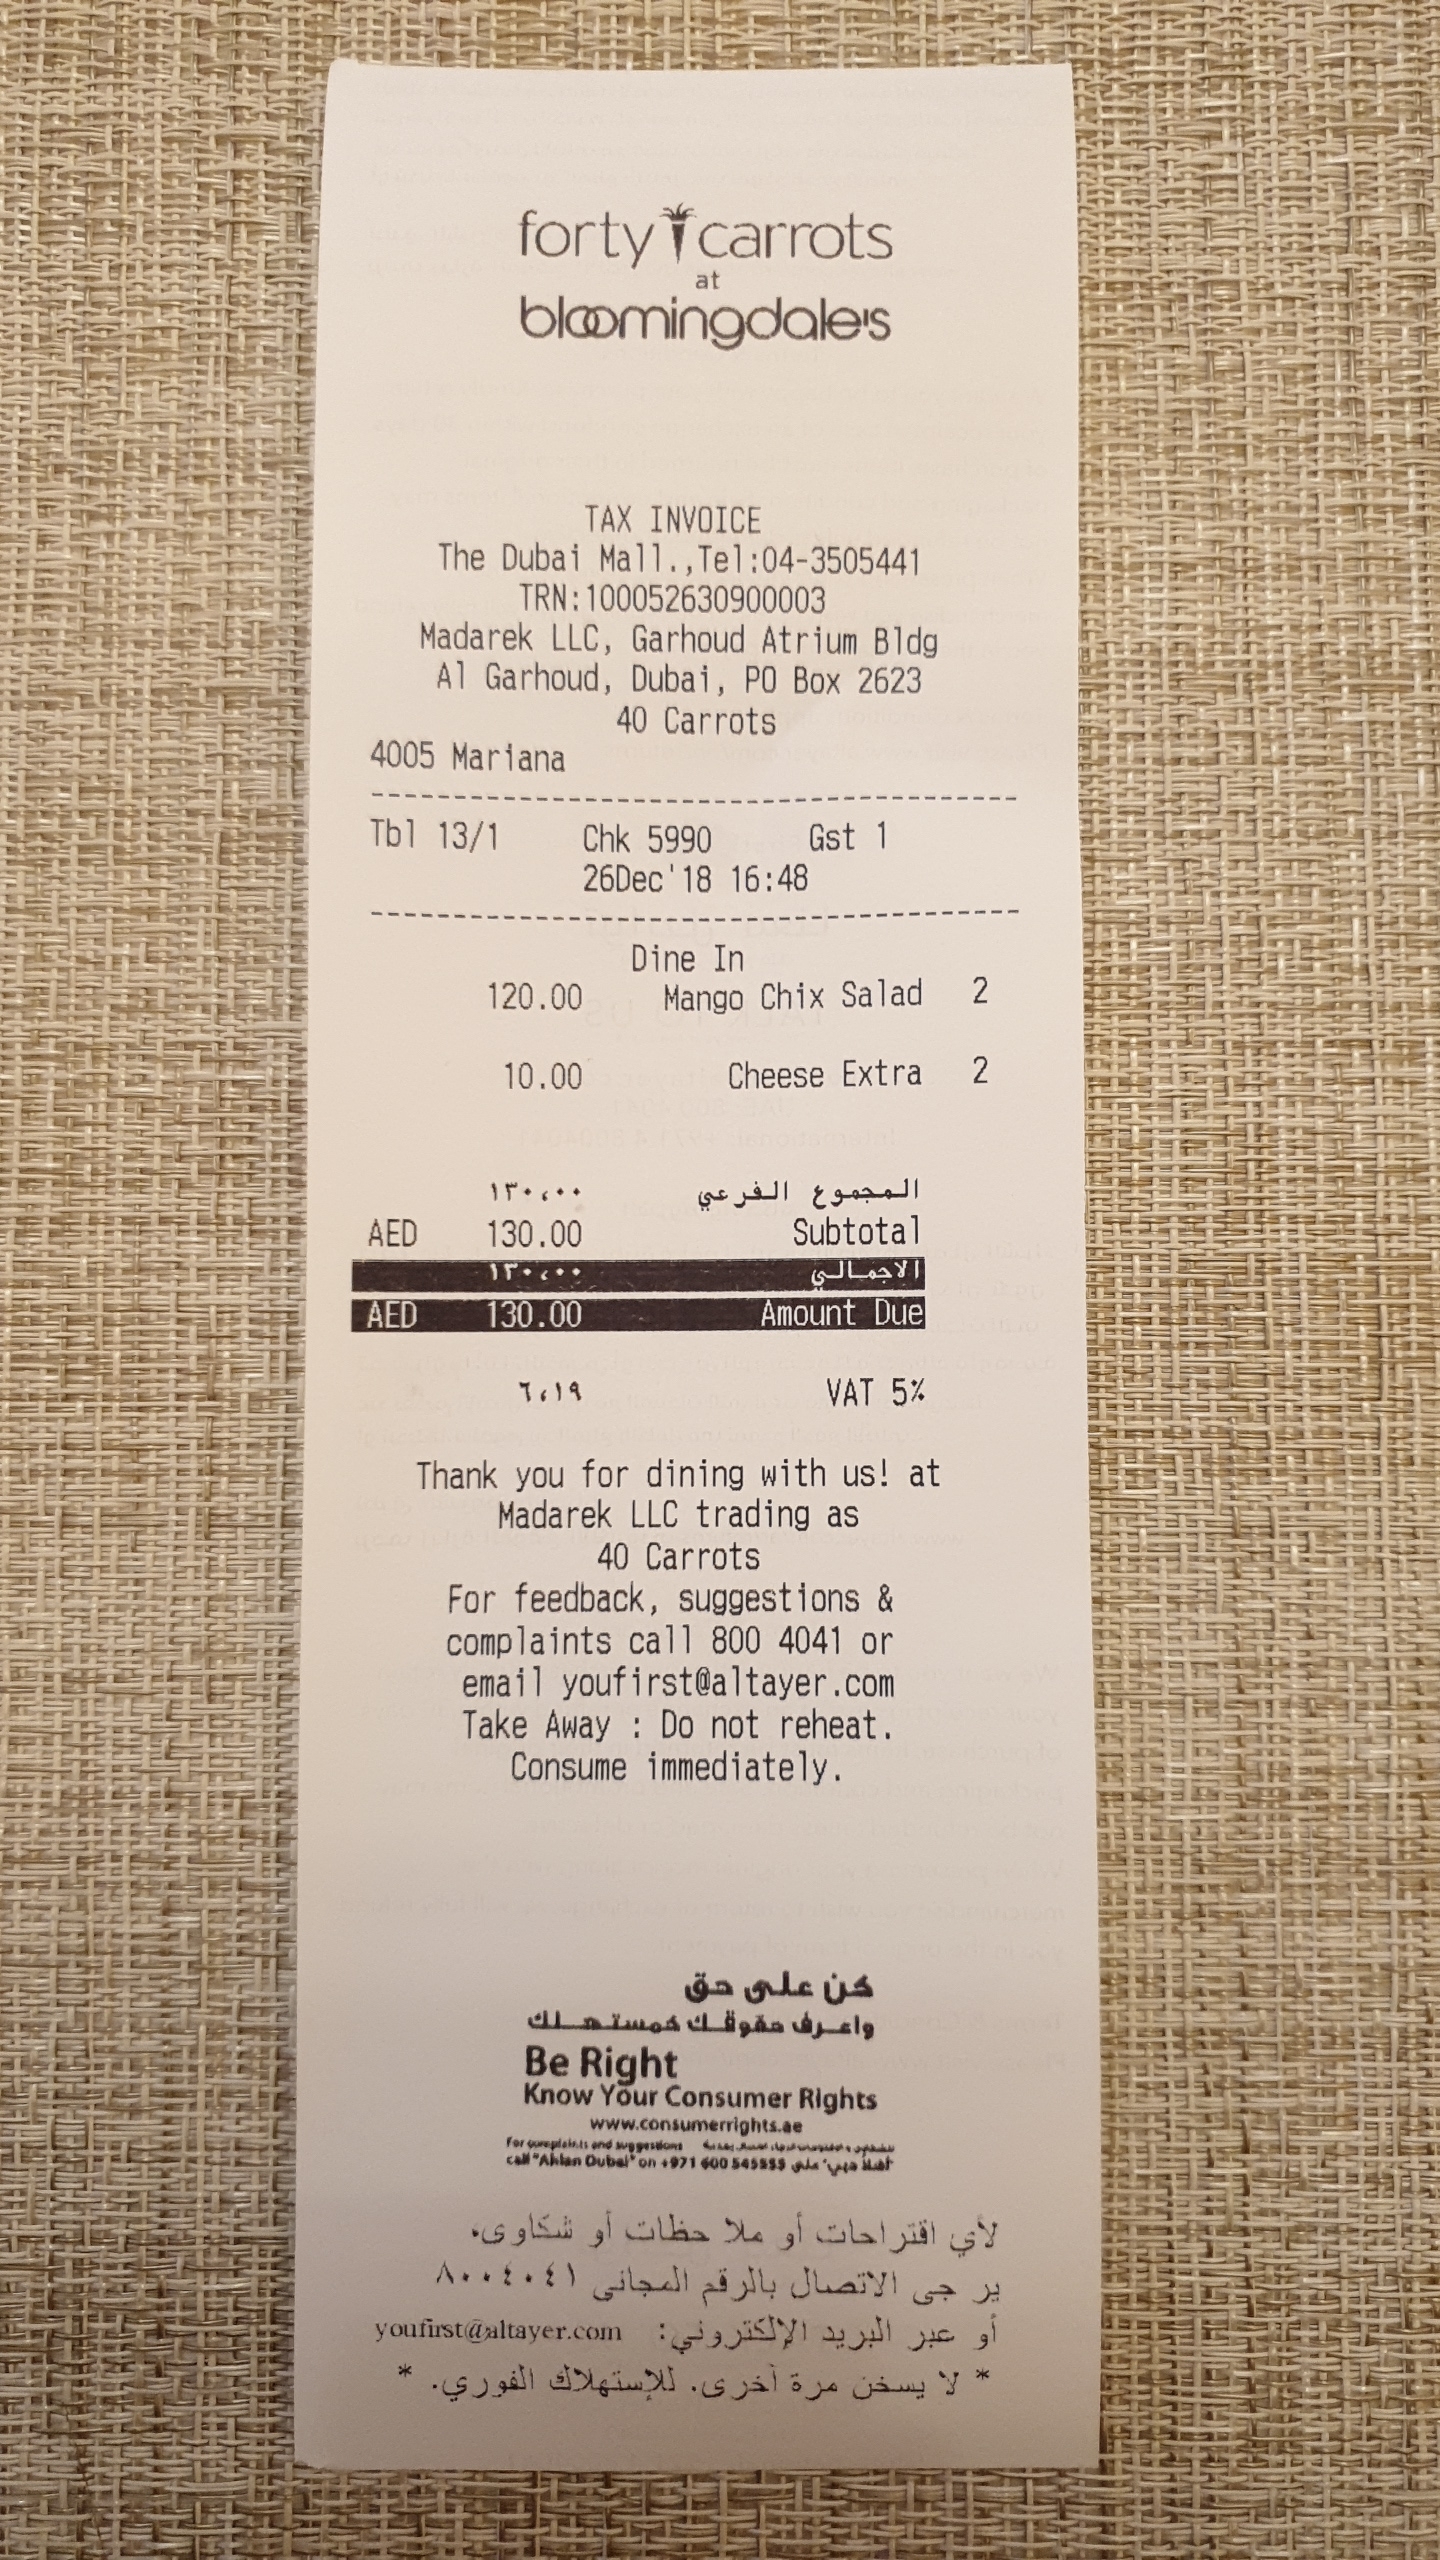 forty carrots
at
bloomingdale's
TAX INVOICE
The Dubai Mall.,Tel:04-3505441
TRN:100052630900003
Madarek LLC, Garhoud Atrium Bldg
Al Garhoud, Dubai, PO Box 2623
40 Carrots
4005 Mariana
Tbl 13/1 Chk 5990 Gst 1
26Dec'18 16:48
Dine In
120.00 Mango Chix Salad 2
10.00 Cheese Extra 2
المجموع الفرعي ١٣٠،٠٠
AED 130.00 Subtotal
الاجمالي ١٣٠،٠٠
AED 130.00 Amount Due
٦،١٩ VAT 5%
Thank you for dining with us! at
Madarek LLC trading as
40 Carrots
For feedback, suggestions &
complaints call 800 4041 or
email youfirst@altayer.com
Take Away : Do not reheat.
Consume immediately.
كن على حق
واعرف حقوقك كمستهلك
Be Right
Know Your Consumer Rights
www.consumerrights.ae
For complaints and suggestions
call "Ahlan Dubai" on +971 600 545555 على "أهلاً دبي"
لأي اقتراحات أو ملا حظات أو شكاوى،
ير جى الاتصال بالرقم المجانى ٨٠٠٤٠٤١
أو عبر البريد الإلكتروني: youfirst@altayer.com
* لا يسخن مرة أخرى. للإستهلاك الفوري. *